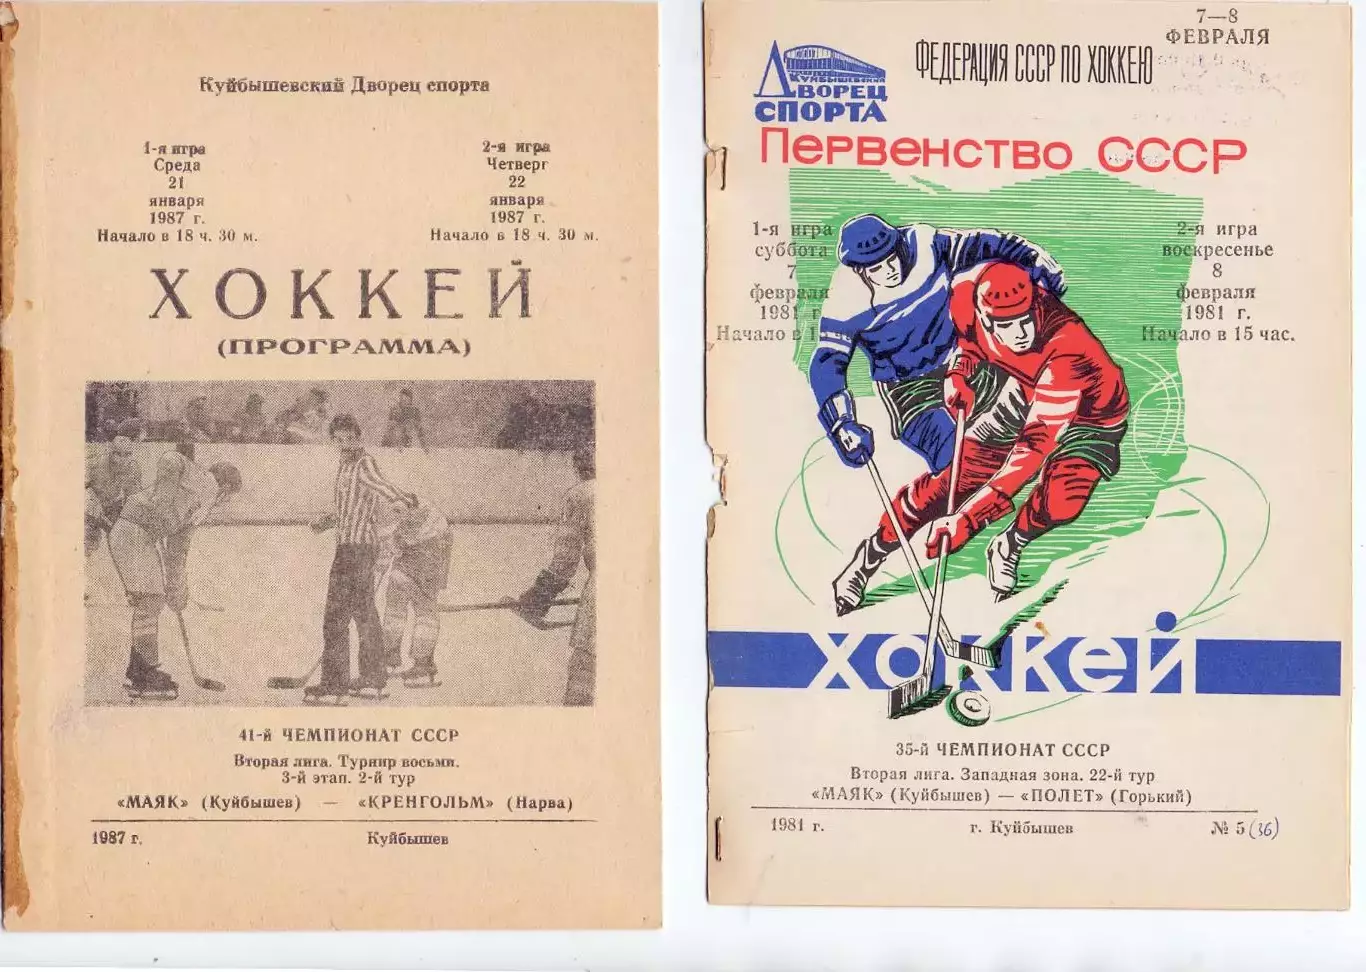 Куйбышевский Дворец спорта
1-я игра
Среда
21
января
1987 г.
Начало в 18 ч. 30 м.
2-я игра
Четверг
22
января
1987 г.
Начало в 18 ч. 30 м.
ХОККЕЙ
(ПРОГРАММА)
41-й ЧЕМПИОНАТ СССР
Вторая лига. Турнир восьми.
3-й этап. 2-й тур
«МАЯК» (Куйбышев) — «КРЕНГОЛЬМ» (Нарва)
1987 г. Куйбышев
7—8
ФЕВРАЛЯ
ФЕДЕРАЦИЯ СССР ПО ХОККЕЮ
КУЙБЫШЕВСКИЙ
ДВОРЕЦ
СПОРТА
Первенство СССР
1-я игра
суббота
7
февраля
1981 г.
Начало в 15
2-я игра
воскресенье
8
февраля
1981 г.
Начало в 15 час.
хоккей
35-й ЧЕМПИОНАТ СССР
Вторая лига. Западная зона. 22-й тур
«МАЯК» (Куйбышев) — «ПОЛЕТ» (Горький)
1981 г. г. Куйбышев № 5 (36)